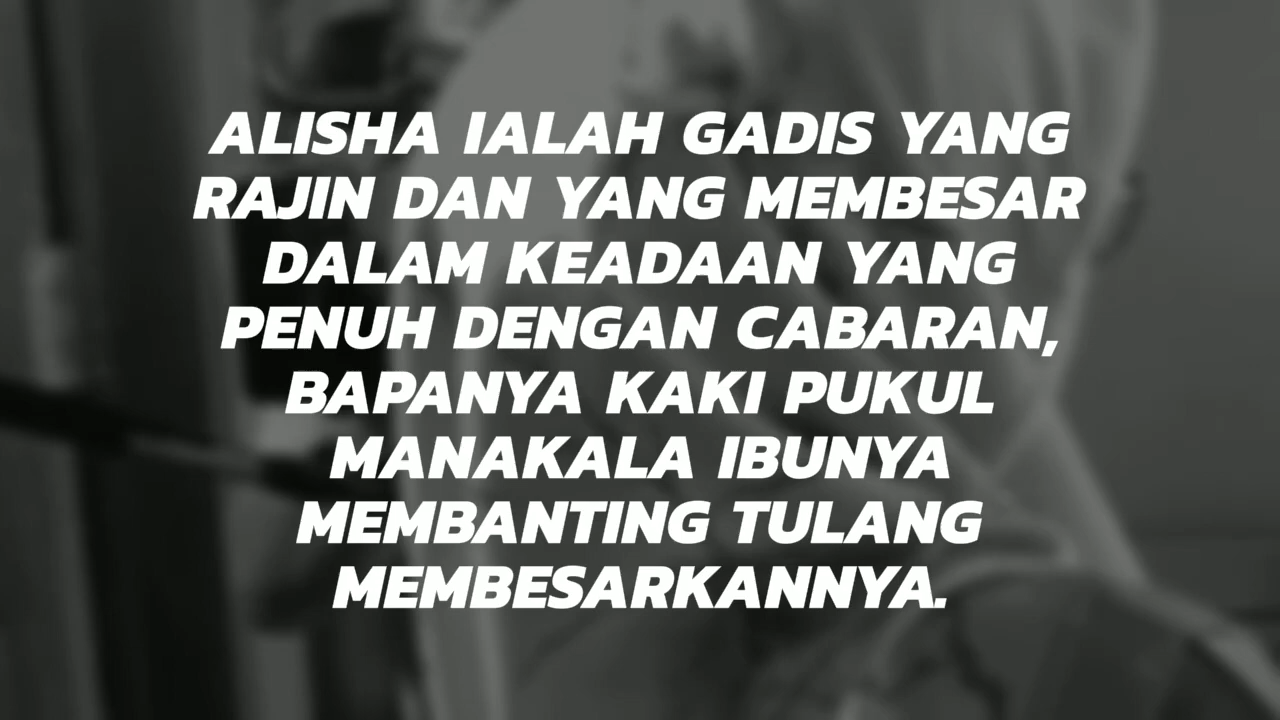 ALISHA IALAH GADIS YANG
RAJIN DAN YANG MEMBESAR
DALAM KEADAAN YANG
PENUH DENGAN CABARAN,
BAPANYA KAKI PUKUL
MANAKALA IBUNYA
MEMBANTING TULANG
MEMBESARKANNYA.